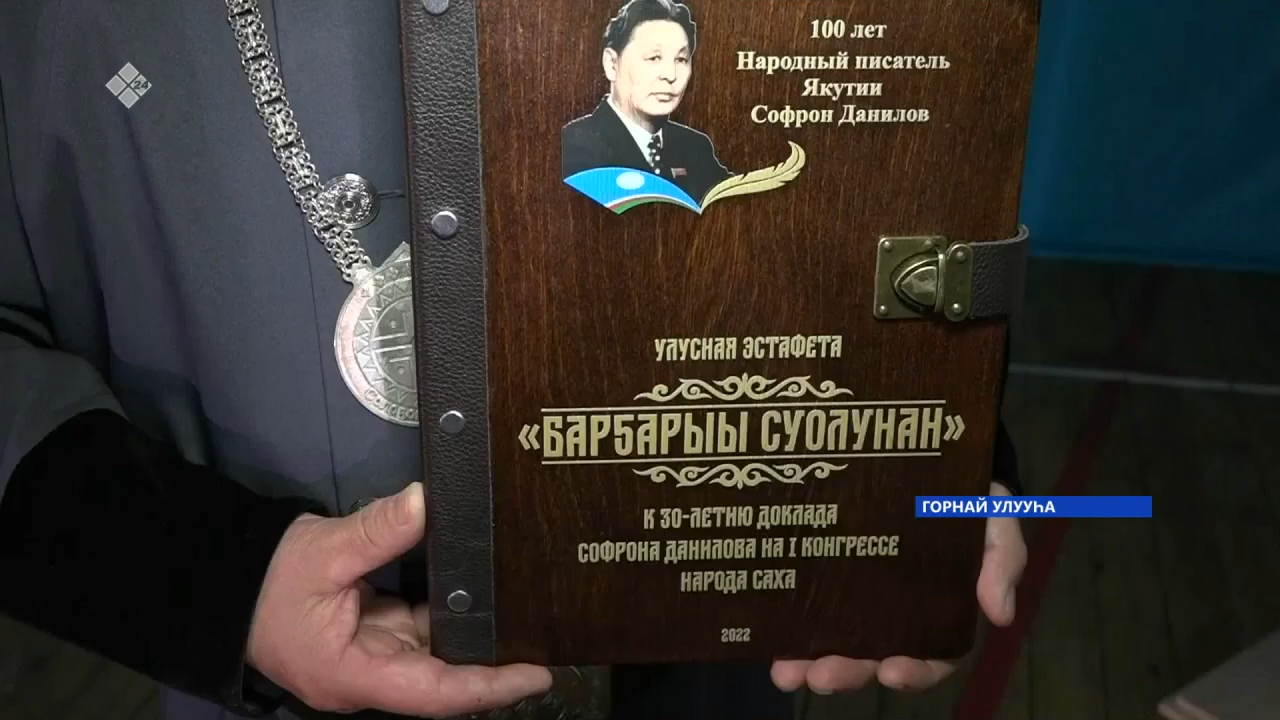 24
100 лет
Народный писатель
Якутии
Софрон Данилов
УЛУСНАЯ ЭСТАФЕТА
«БАРҔАРЫЫ СУОЛУНАН»
К 30-ЛЕТИЮ ДОКЛАДА
СОФРОНА ДАНИЛОВА НА I КОНГРЕССЕ
НАРОДА САХА
2022
ГОРНАЙ УЛУУҺА